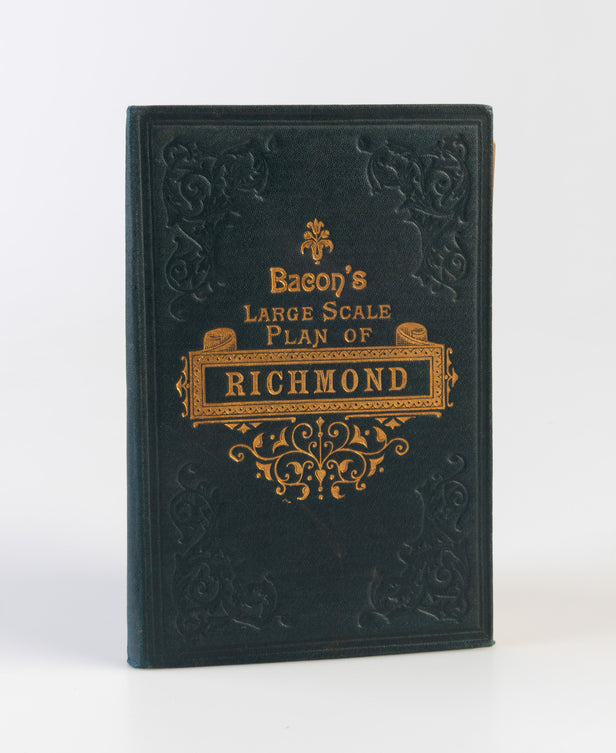 Bacon's
LARGE SCALE
PLAN OF
RICHMOND